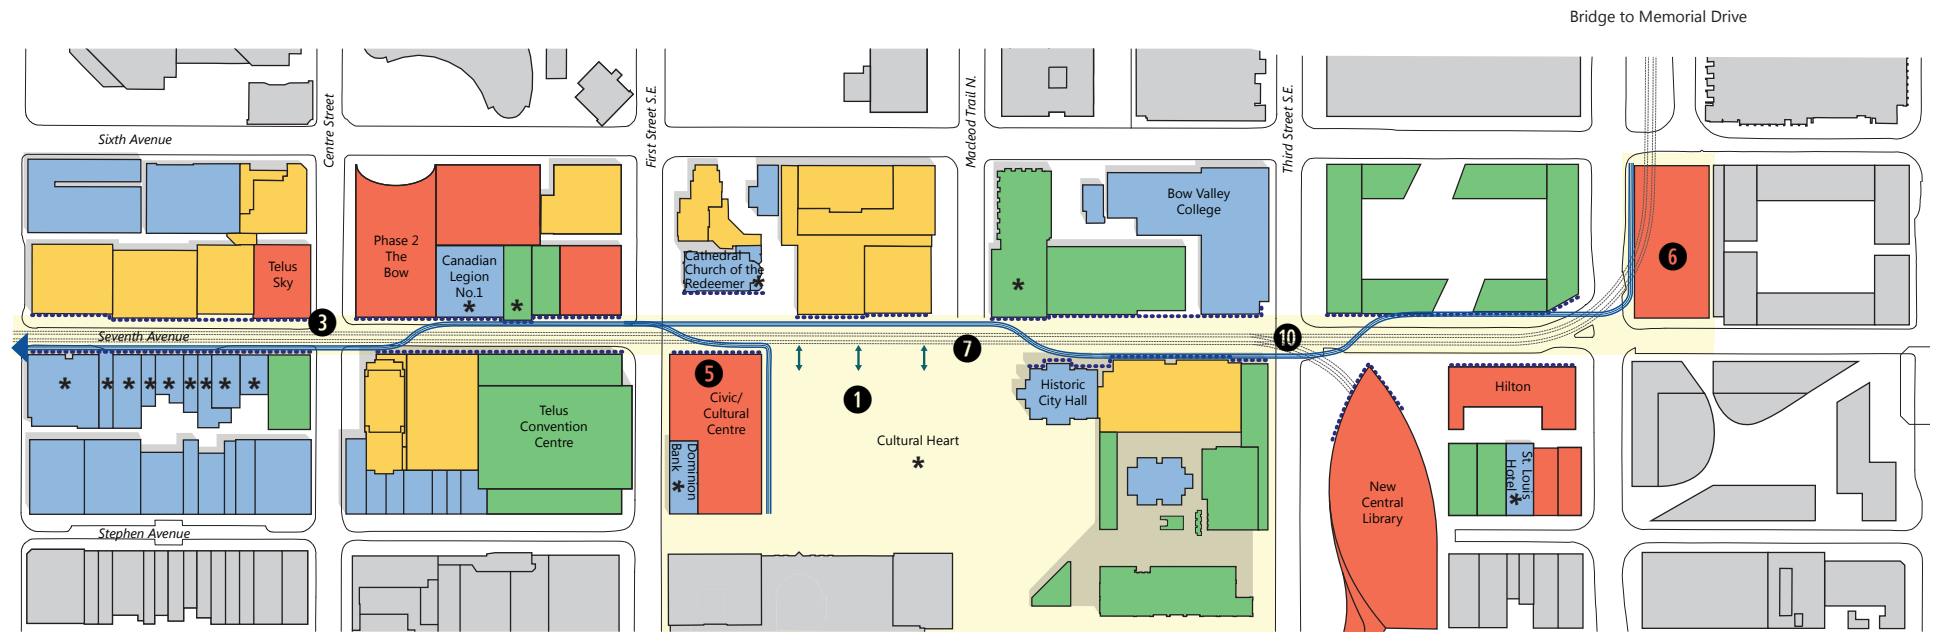 Bridge to Memorial Drive
Sixth Avenue
Centre Street
First Street S.E.
Macleod Trail N.
Third Street S.E.
Telus
Sky
Phase 2
The
Bow
Canadian
Legion
No.1
*
*
Cathedral
Church of the
Redeemer
*
*
Bow Valley
College
6
3
Seventh Avenue
7
10
* * * * * * * * *
Telus
Convention
Centre
5
Civic/
Cultural
Centre
Dominion
Bank *
1
Cultural Heart
*
Historic
City Hall
Hilton
St. Louis
Hotel *
New
Central
Library
Stephen Avenue